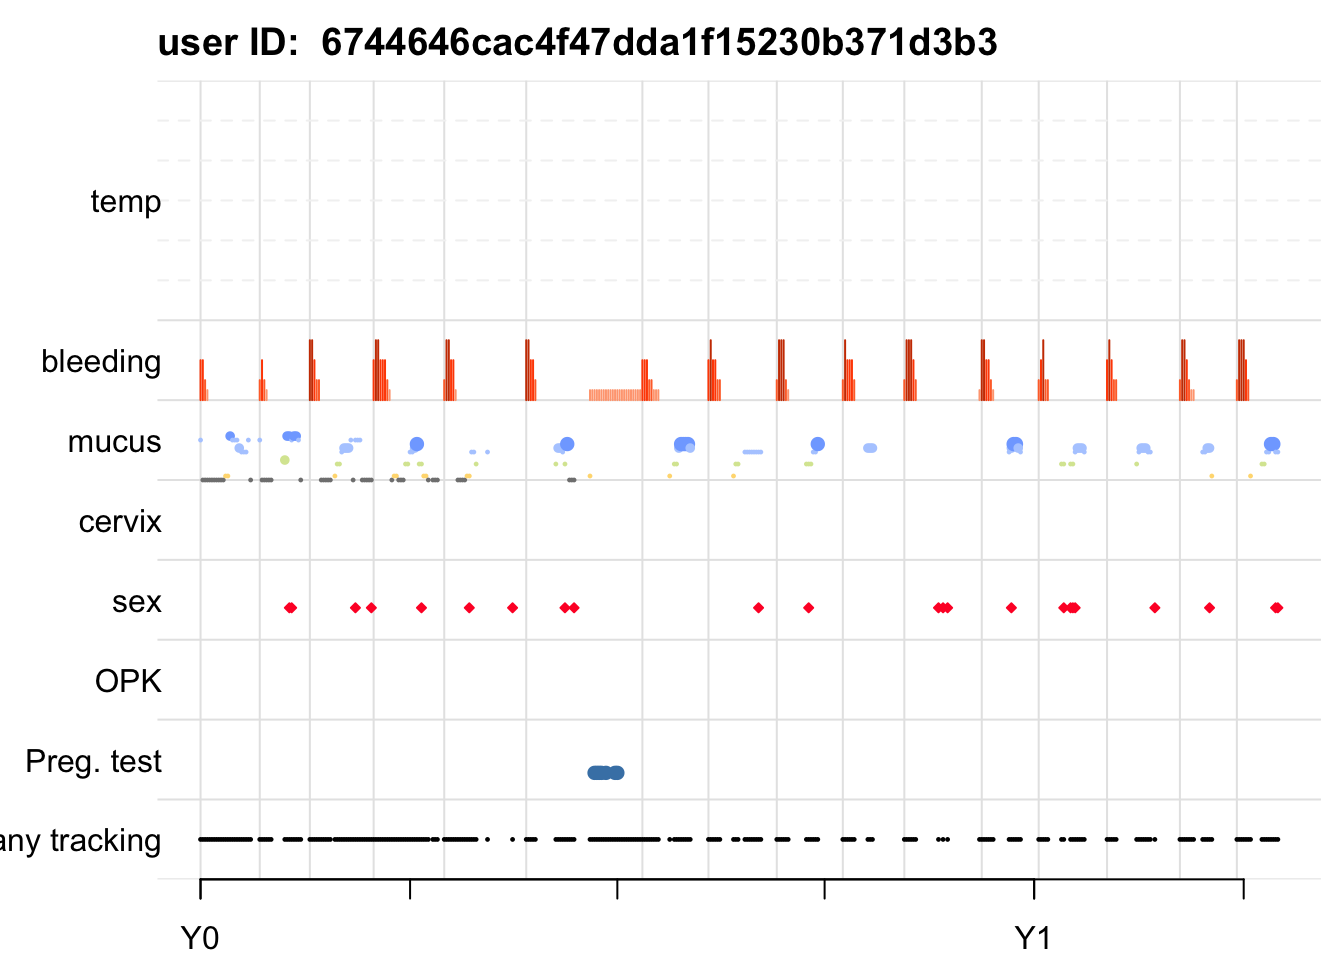 user ID:  6744646cac4f47dda1f15230b371d3b3
temp
bleeding
mucus
cervix
sex
OPK
Preg. test
any tracking
Y0
Y1